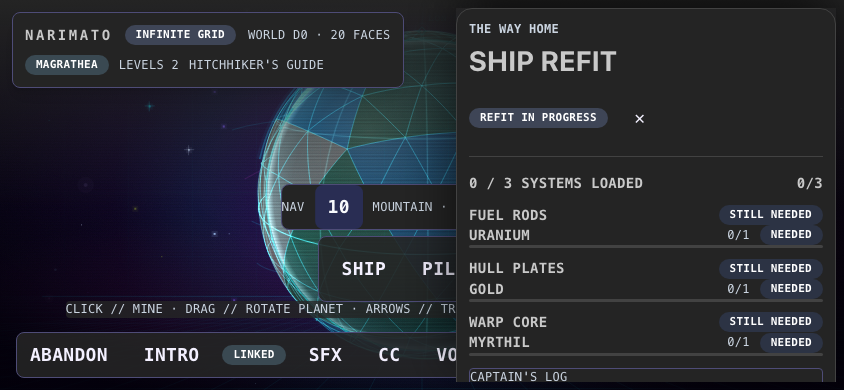 NARIMATO INFINITE GRID WORLD D0 · 20 FACES
MAGRATHEA LEVELS 2 HITCHHIKER'S GUIDE
NAV 10 MOUNTAIN ·
SHIP PIL
CLICK // MINE · DRAG // ROTATE PLANET · ARROWS // TR
ABANDON INTRO LINKED SFX CC VO
THE WAY HOME
SHIP REFIT
REFIT IN PROGRESS ×
0 / 3 SYSTEMS LOADED 0/3
FUEL RODS STILL NEEDED
URANIUM 0/1 NEEDED
HULL PLATES STILL NEEDED
GOLD 0/1 NEEDED
WARP CORE STILL NEEDED
MYRTHIL 0/1 NEEDED
CAPTAIN'S LOG